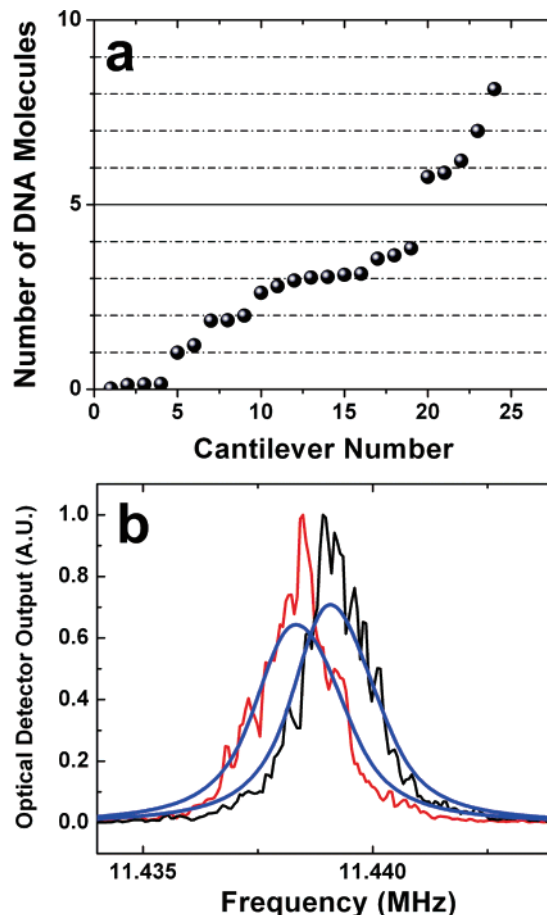 a
Number of DNA Molecules
10
5
0
0 5 10 15 20 25
Cantilever Number
b
Optical Detector Output (A.U.)
1.0
0.8
0.6
0.4
0.2
0.0
11.435 11.440
Frequency (MHz)